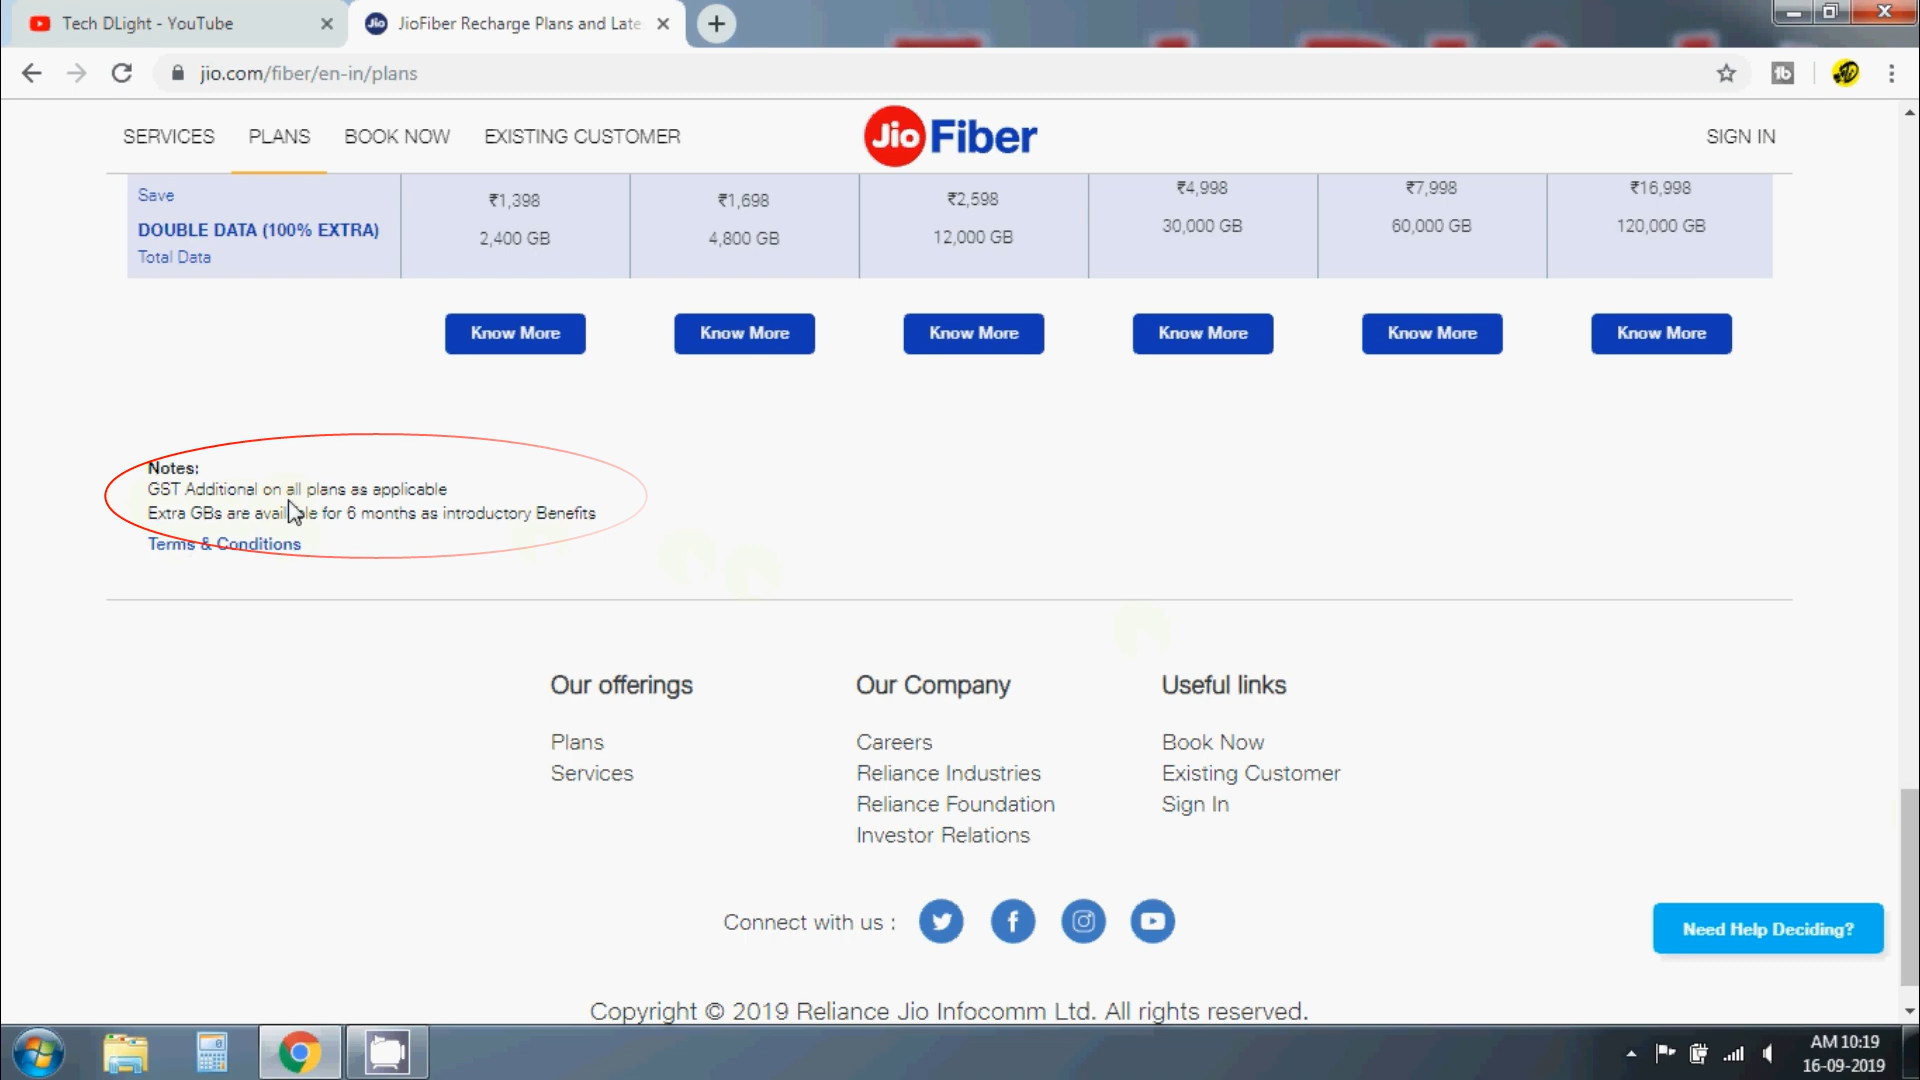 Tech DLight - YouTube
JioFiber Recharge Plans and Late
jio.com/fiber/en-in/plans
SERVICES PLANS BOOK NOW EXISTING CUSTOMER
Jio Fiber
SIGN IN
Save ₹1,398 ₹1,698 ₹2,598 ₹4,998 ₹7,998 ₹16,998
DOUBLE DATA (100% EXTRA) 2,400 GB 4,800 GB 12,000 GB 30,000 GB 60,000 GB 120,000 GB
Total Data
Know More Know More Know More Know More Know More Know More
Notes:
GST Additional on all plans as applicable
Extra GBs are available for 6 months as introductory Benefits
Terms & Conditions
Our offerings
Plans
Services
Our Company
Careers
Reliance Industries
Reliance Foundation
Investor Relations
Useful links
Book Now
Existing Customer
Sign In
Connect with us :
Need Help Deciding?
Copyright © 2019 Reliance Jio Infocomm Ltd. All rights reserved.
AM 10:19
16-09-2019